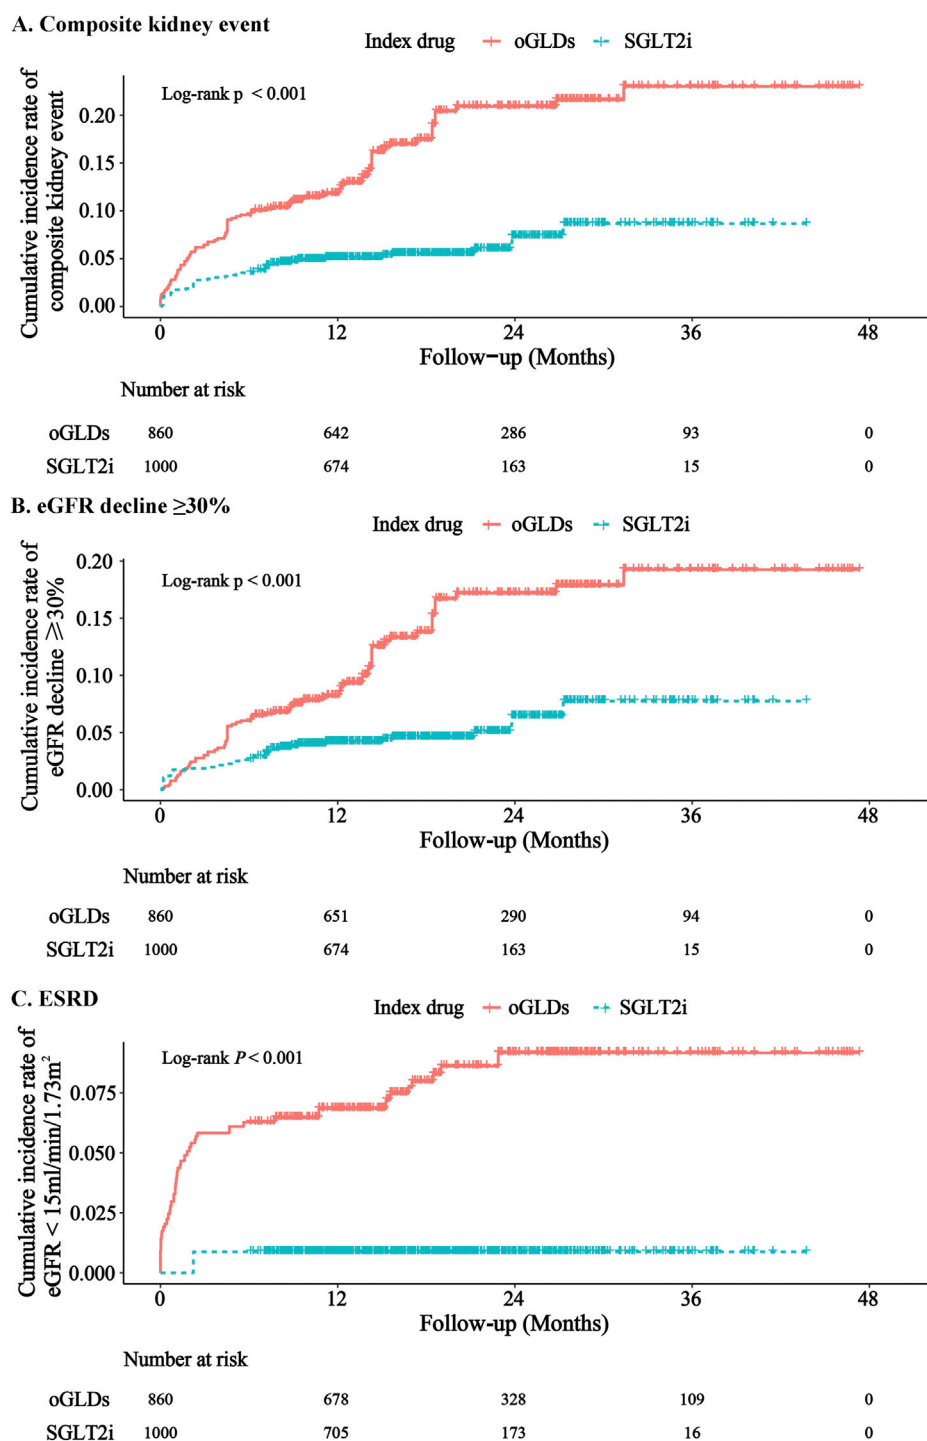 A. Composite kidney event
Index drug oGLDs SGLT2i
Cumulative incidence rate of
composite kidney event
Log-rank p < 0.001
0.20
0.15
0.10
0.05
0.00
0 12 24 36 48
Follow-up (Months)
Number at risk
oGLDs 860 642 286 93 0
SGLT2i 1000 674 163 15 0
B. eGFR decline ≥30%
Index drug oGLDs SGLT2i
Cumulative incidence rate of
eGFR decline ≥30%
Log-rank p < 0.001
0.20
0.15
0.10
0.05
0.00
0 12 24 36 48
Follow-up (Months)
Number at risk
oGLDs 860 651 290 94 0
SGLT2i 1000 674 163 15 0
C. ESRD
Index drug oGLDs SGLT2i
Cumulative incidence rate of
eGFR < 15ml/min/1.73m²
Log-rank P < 0.001
0.075
0.050
0.025
0.000
0 12 24 36 48
Follow-up (Months)
Number at risk
oGLDs 860 678 328 109 0
SGLT2i 1000 705 173 16 0